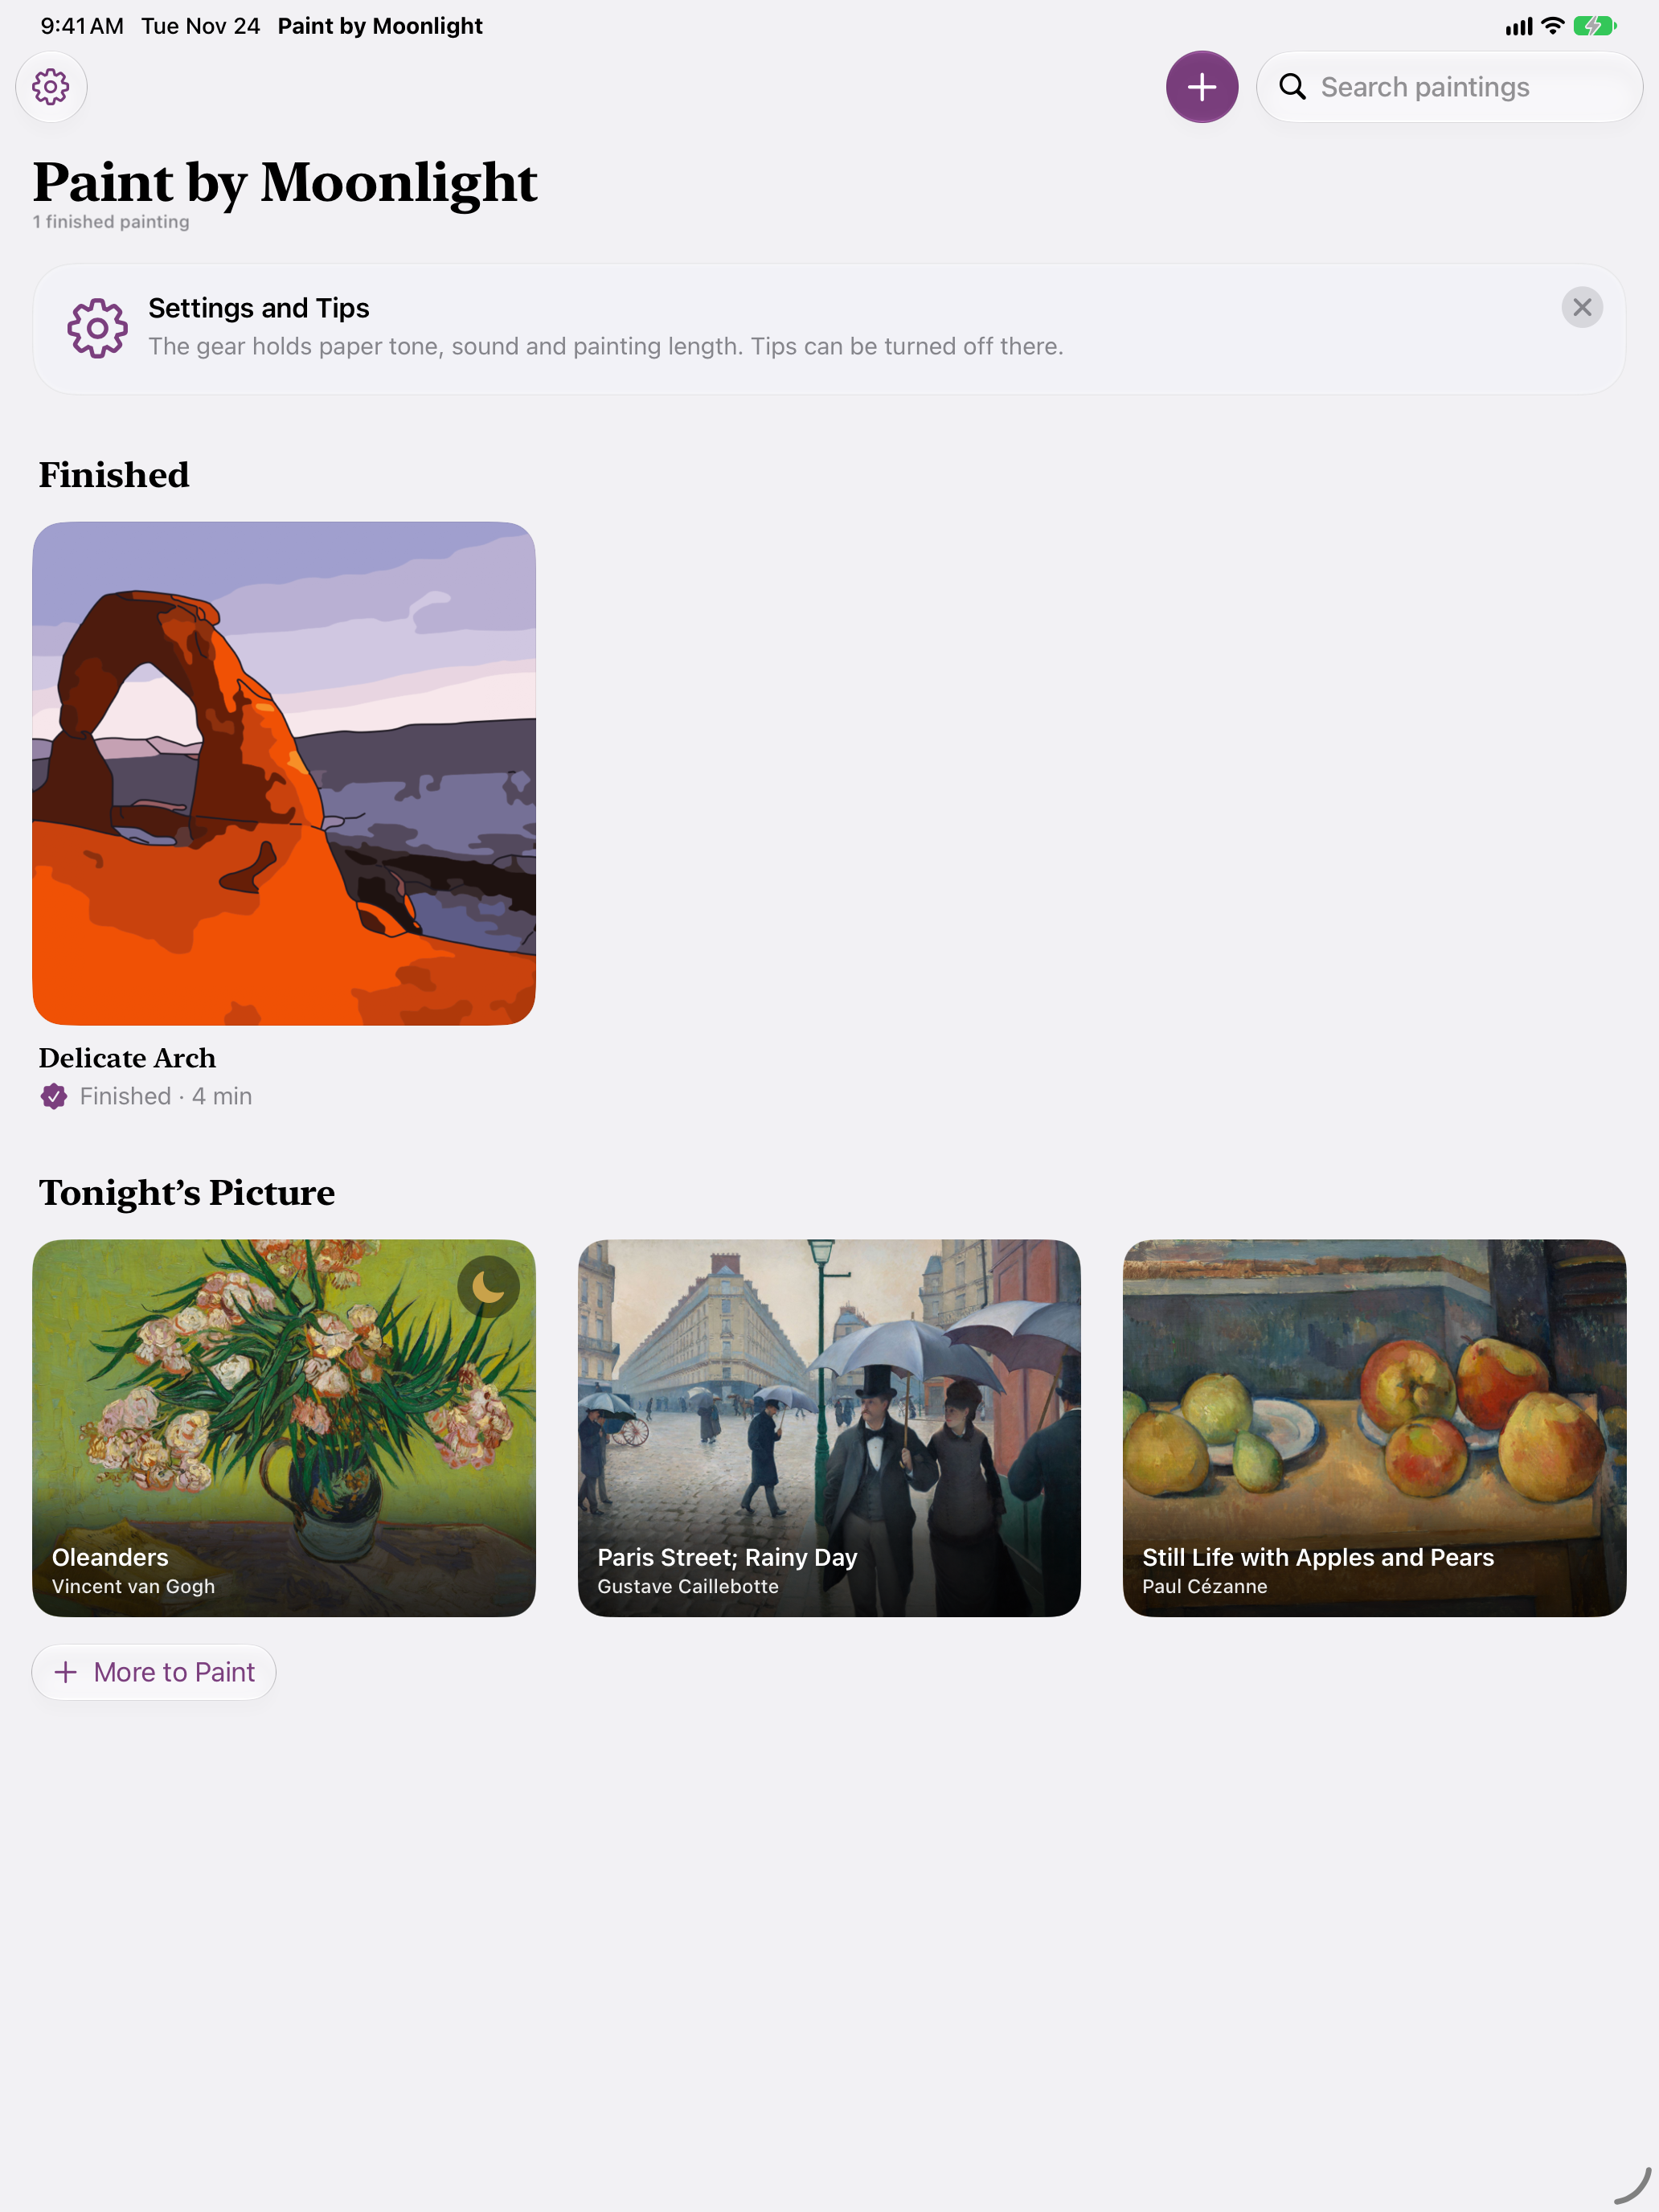 9:41 AM Tue Nov 24 Paint by Moonlight
Search paintings
Paint by Moonlight
1 finished painting
Settings and Tips
The gear holds paper tone, sound and painting length. Tips can be turned off there.
Finished
Delicate Arch
Finished · 4 min
Tonight’s Picture
Oleanders
Vincent van Gogh
Paris Street; Rainy Day
Gustave Caillebotte
Still Life with Apples and Pears
Paul Cézanne
More to Paint